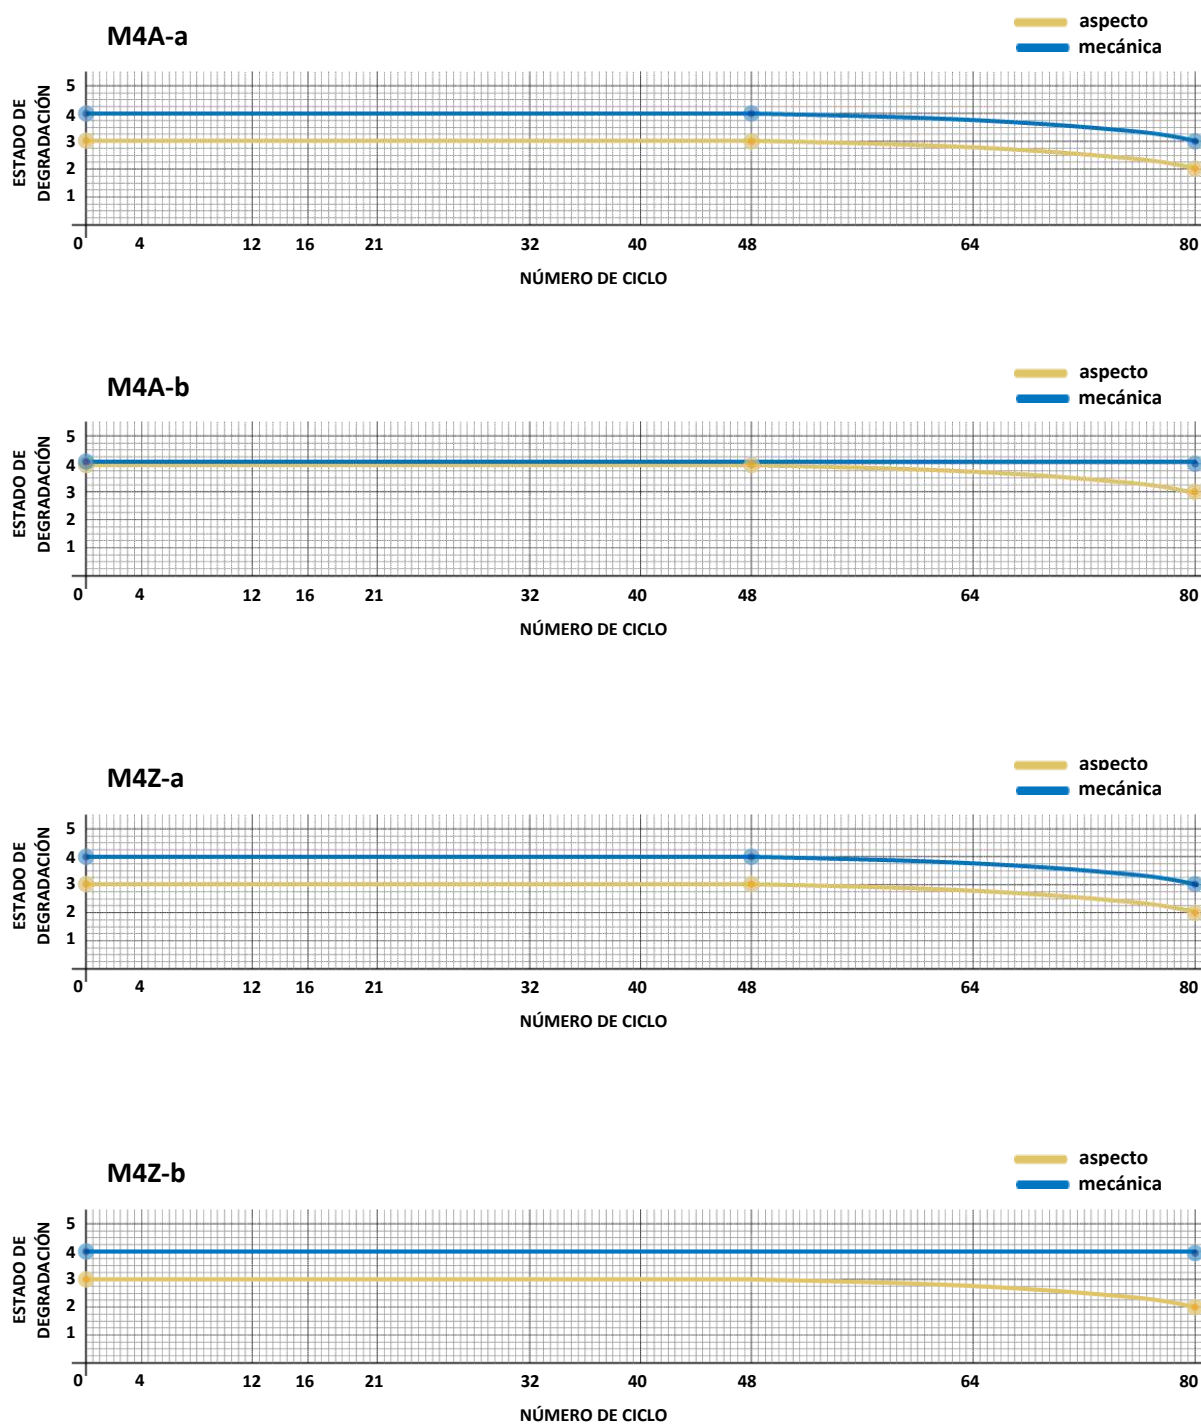 M4A-a
aspecto
mecánica
ESTADO DE
DEGRADACIÓN
5
4
3
2
1
0 4 12 16 21 32 40 48 64 80
NÚMERO DE CICLO
M4A-b
aspecto
mecánica
ESTADO DE
DEGRADACIÓN
5
4
3
2
1
0 4 12 16 21 32 40 48 64 80
NÚMERO DE CICLO
M4Z-a
aspecto
mecánica
ESTADO DE
DEGRADACIÓN
5
4
3
2
1
0 4 12 16 21 32 40 48 64 80
NÚMERO DE CICLO
M4Z-b
aspecto
mecánica
ESTADO DE
DEGRADACIÓN
5
4
3
2
1
0 4 12 16 21 32 40 48 64 80
NÚMERO DE CICLO